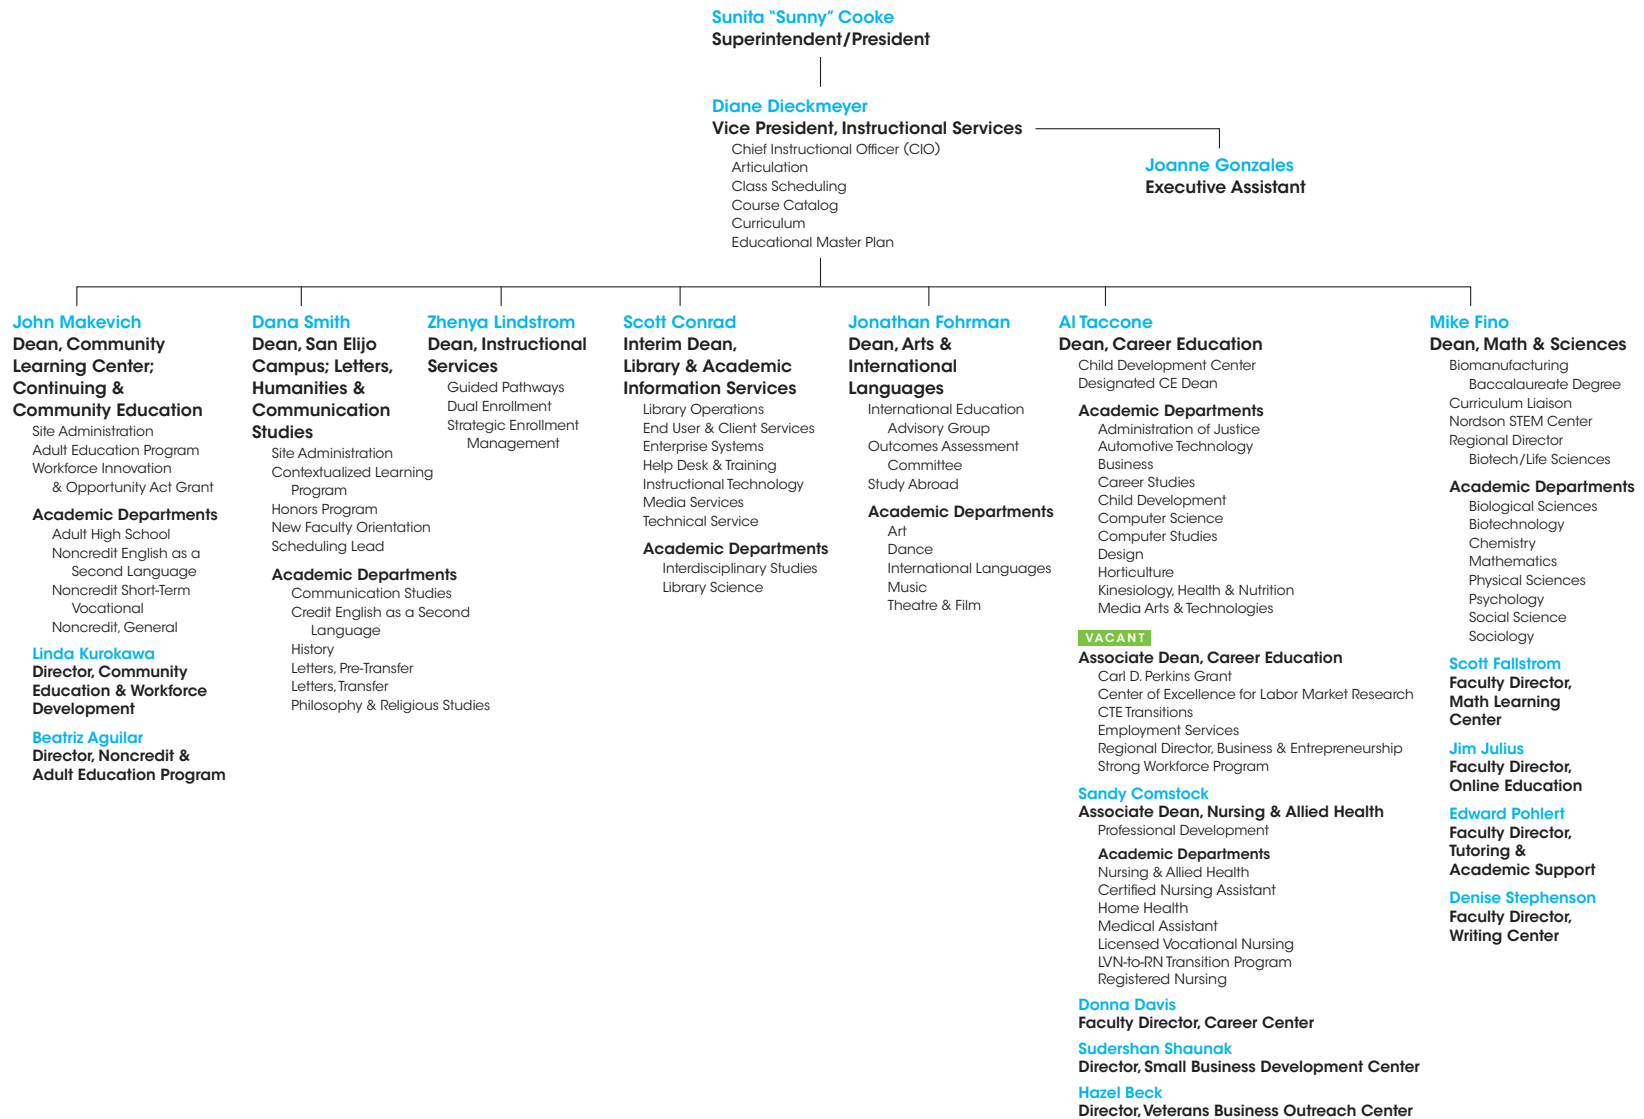 Sunita “Sunny” Cooke
Superintendent/President
Diane Dieckmeyer
Vice President, Instructional Services
Chief Instructional Officer (CIO)
Articulation
Class Scheduling
Course Catalog
Curriculum
Educational Master Plan
Joanne Gonzales
Executive Assistant
John Makevich
Dean, Community
Learning Center;
Continuing &
Community Education
Site Administration
Adult Education Program
Workforce Innovation
& Opportunity Act Grant
Academic Departments
Adult High School
Noncredit English as a
Second Language
Noncredit Short-Term
Vocational
Noncredit, General
Linda Kurokawa
Director, Community
Education & Workforce
Development
Beatriz Aguilar
Director, Noncredit &
Adult Education Program
Dana Smith
Dean, San Elijo
Campus; Letters,
Humanities &
Communication
Studies
Site Administration
Contextualized Learning
Program
Honors Program
New Faculty Orientation
Scheduling Lead
Academic Departments
Communication Studies
Credit English as a Second
Language
History
Letters, Pre-Transfer
Letters, Transfer
Philosophy & Religious Studies
Zhenya Lindstrom
Dean, Instructional
Services
Guided Pathways
Dual Enrollment
Strategic Enrollment
Management
Scott Conrad
Interim Dean,
Library & Academic
Information Services
Library Operations
End User & Client Services
Enterprise Systems
Help Desk & Training
Instructional Technology
Media Services
Technical Service
Academic Departments
Interdisciplinary Studies
Library Science
Jonathan Fohrman
Dean, Arts &
International
Languages
International Education
Advisory Group
Outcomes Assessment
Committee
Study Abroad
Academic Departments
Art
Dance
International Languages
Music
Theatre & Film
Al Taccone
Dean, Career Education
Child Development Center
Designated CE Dean
Academic Departments
Administration of Justice
Automotive Technology
Business
Career Studies
Child Development
Computer Science
Computer Studies
Design
Horticulture
Kinesiology, Health & Nutrition
Media Arts & Technologies
VACANT
Associate Dean, Career Education
Carl D. Perkins Grant
Center of Excellence for Labor Market Research
CTE Transitions
Employment Services
Regional Director, Business & Entrepreneurship
Strong Workforce Program
Sandy Comstock
Associate Dean, Nursing & Allied Health
Professional Development
Academic Departments
Nursing & Allied Health
Certified Nursing Assistant
Home Health
Medical Assistant
Licensed Vocational Nursing
LVN-to-RN Transition Program
Registered Nursing
Donna Davis
Faculty Director, Career Center
Sudershan Shaunak
Director, Small Business Development Center
Hazel Beck
Director, Veterans Business Outreach Center
Mike Fino
Dean, Math & Sciences
Biomanufacturing
Baccalaureate Degree
Curriculum Liaison
Nordson STEM Center
Regional Director
Biotech/Life Sciences
Academic Departments
Biological Sciences
Biotechnology
Chemistry
Mathematics
Physical Sciences
Psychology
Social Science
Sociology
Scott Fallstrom
Faculty Director,
Math Learning
Center
Jim Julius
Faculty Director,
Online Education
Edward Pohlert
Faculty Director,
Tutoring &
Academic Support
Denise Stephenson
Faculty Director,
Writing Center